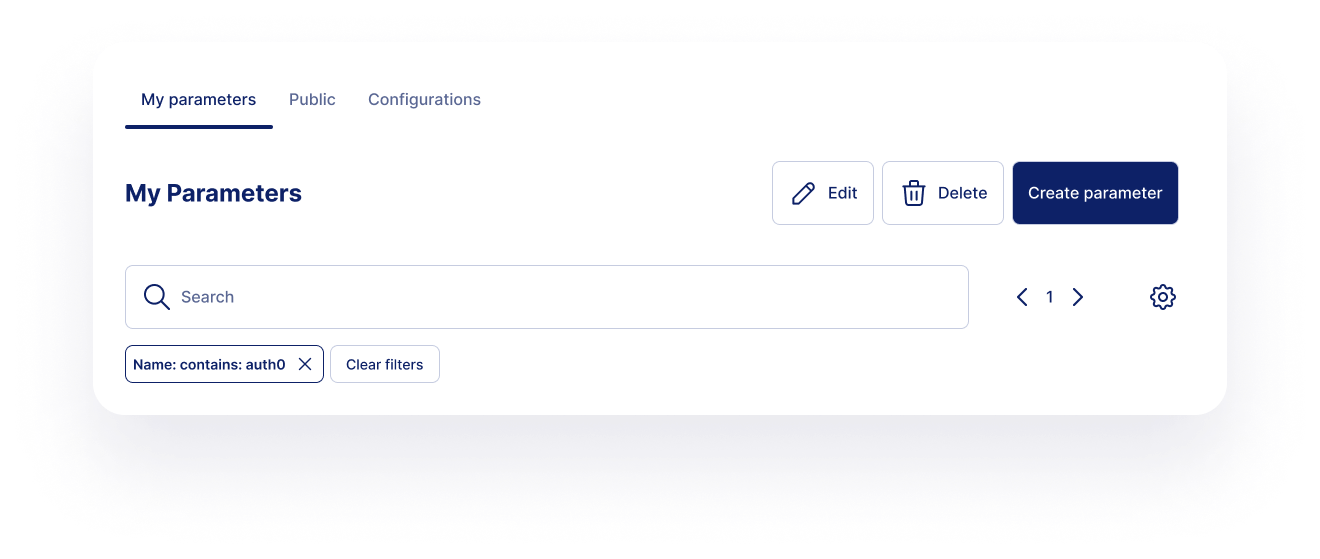 My parameters Public Configurations
My Parameters
Edit Delete Create parameter
Search
1
Name: contains: auth0 Clear filters